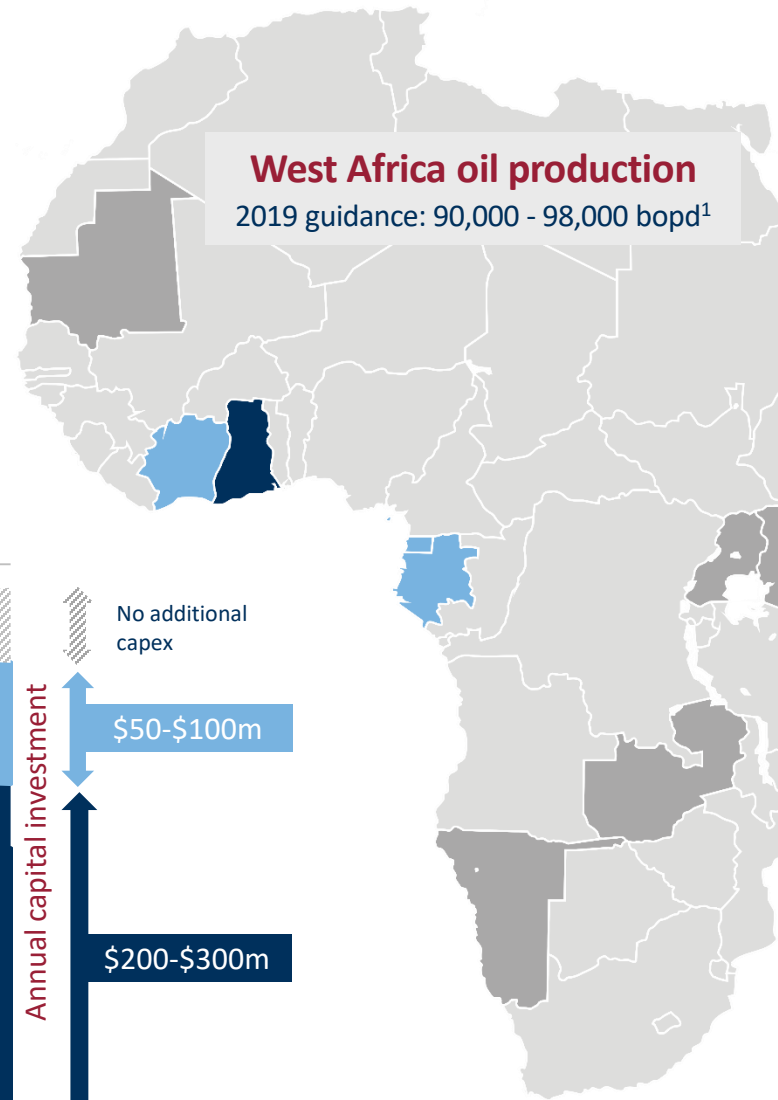 West Africa oil production
2019 guidance: 90,000 - 98,000 bopd¹
No additional
capex
$50-$100m
Annual capital investment
$200-$300m